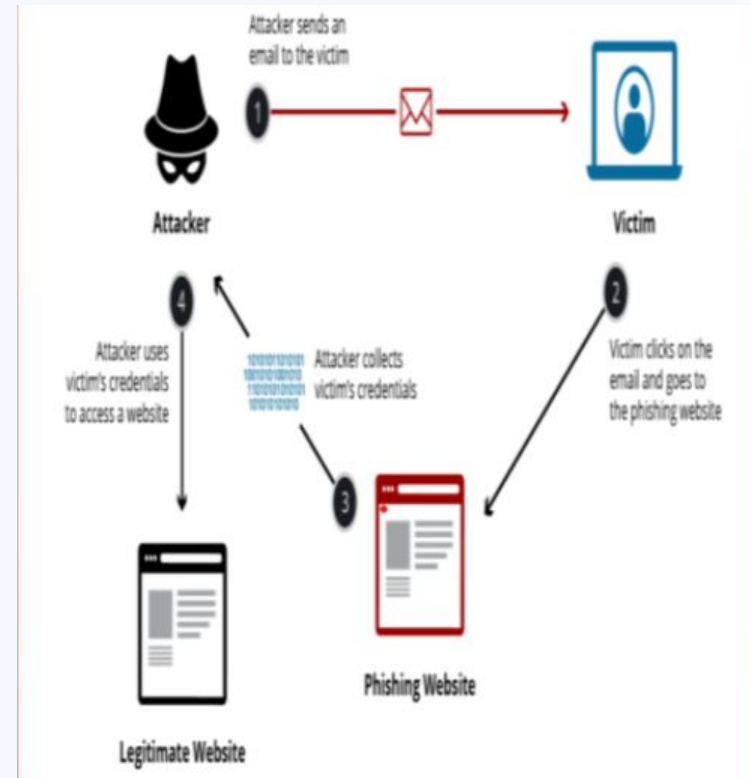 Attacker sends an
email to the victim
1
Attacker
Victim
2
Victim clicks on the
email and goes to
the phishing website
4
Attacker uses
victim's credentials
to access a website
Attacker collects
victim's credentials
3
Phishing Website
Legitimate Website